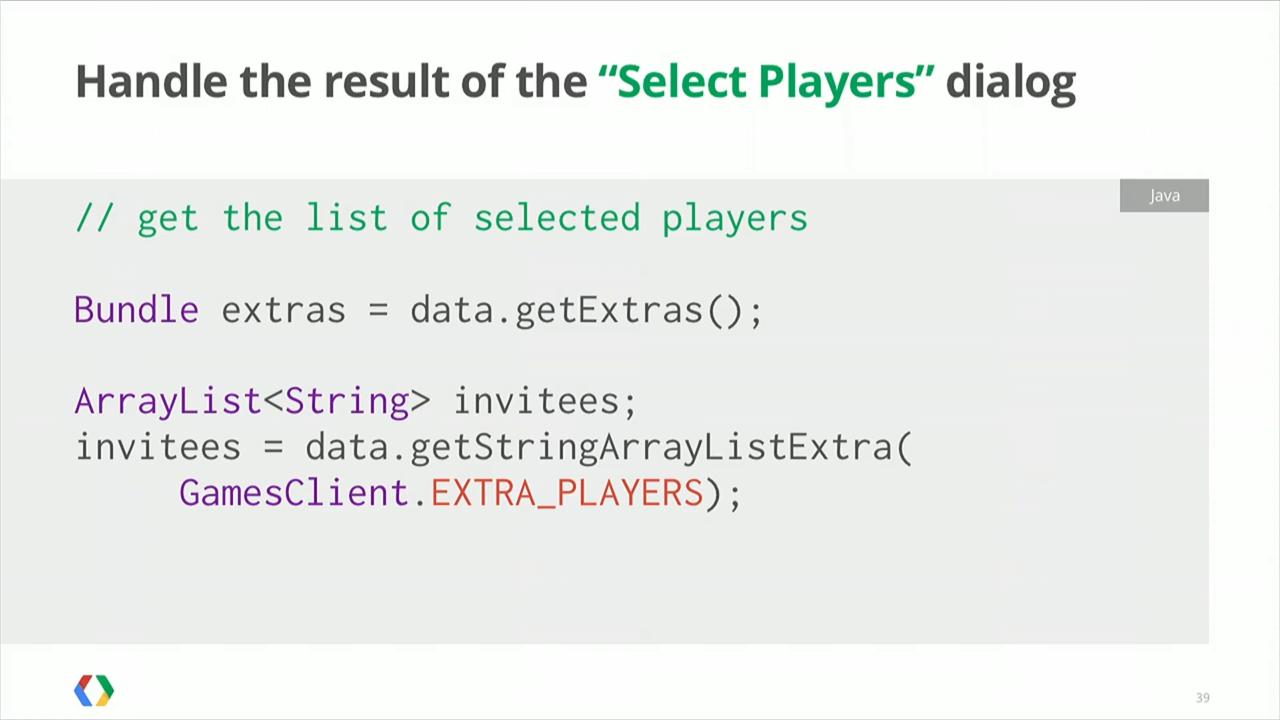 Handle the result of the “Select Players” dialog
Java
// get the list of selected players
Bundle extras = data.getExtras();
ArrayList<String> invitees;
invitees = data.getStringArrayListExtra(
GamesClient.EXTRA_PLAYERS);
39